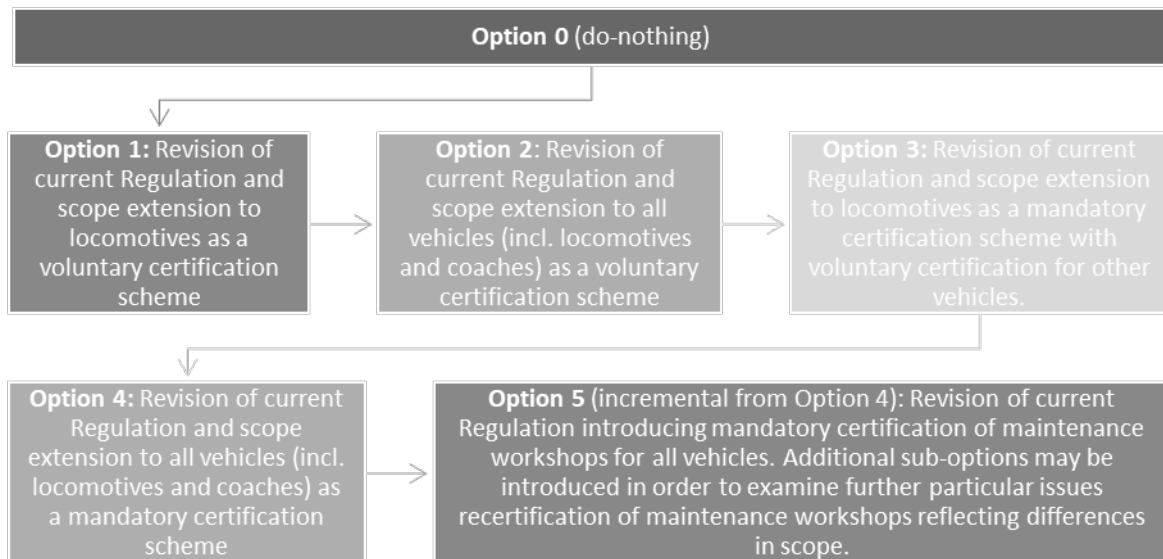 Option 0 (do-nothing)
Option 1: Revision of
current Regulation and
scope extension to
locomotives as a
voluntary certification
scheme
Option 2: Revision of
current Regulation and
scope extension to all
vehicles (incl. locomotives
and coaches) as a voluntary
certification scheme
Option 3: Revision of current
Regulation and scope extension
to locomotives as a mandatory
certification scheme with
voluntary certification for other
vehicles.
Option 4: Revision of current
Regulation and scope
extension to all vehicles (incl.
locomotives and coaches) as
a mandatory certification
scheme
Option 5 (incremental from Option 4): Revision of current
Regulation introducing mandatory certification of maintenance
workshops for all vehicles. Additional sub-options may be
introduced in order to examine further particular issues
recertification of maintenance workshops reflecting differences
in scope.